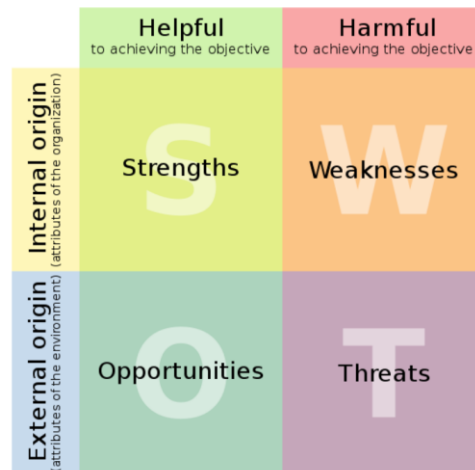 Helpful
to achieving the objective
Harmful
to achieving the objective
Internal origin
(attributes of the organization)
S
Strengths
W
Weaknesses
External origin
(attributes of the environment)
O
Opportunities
T
Threats